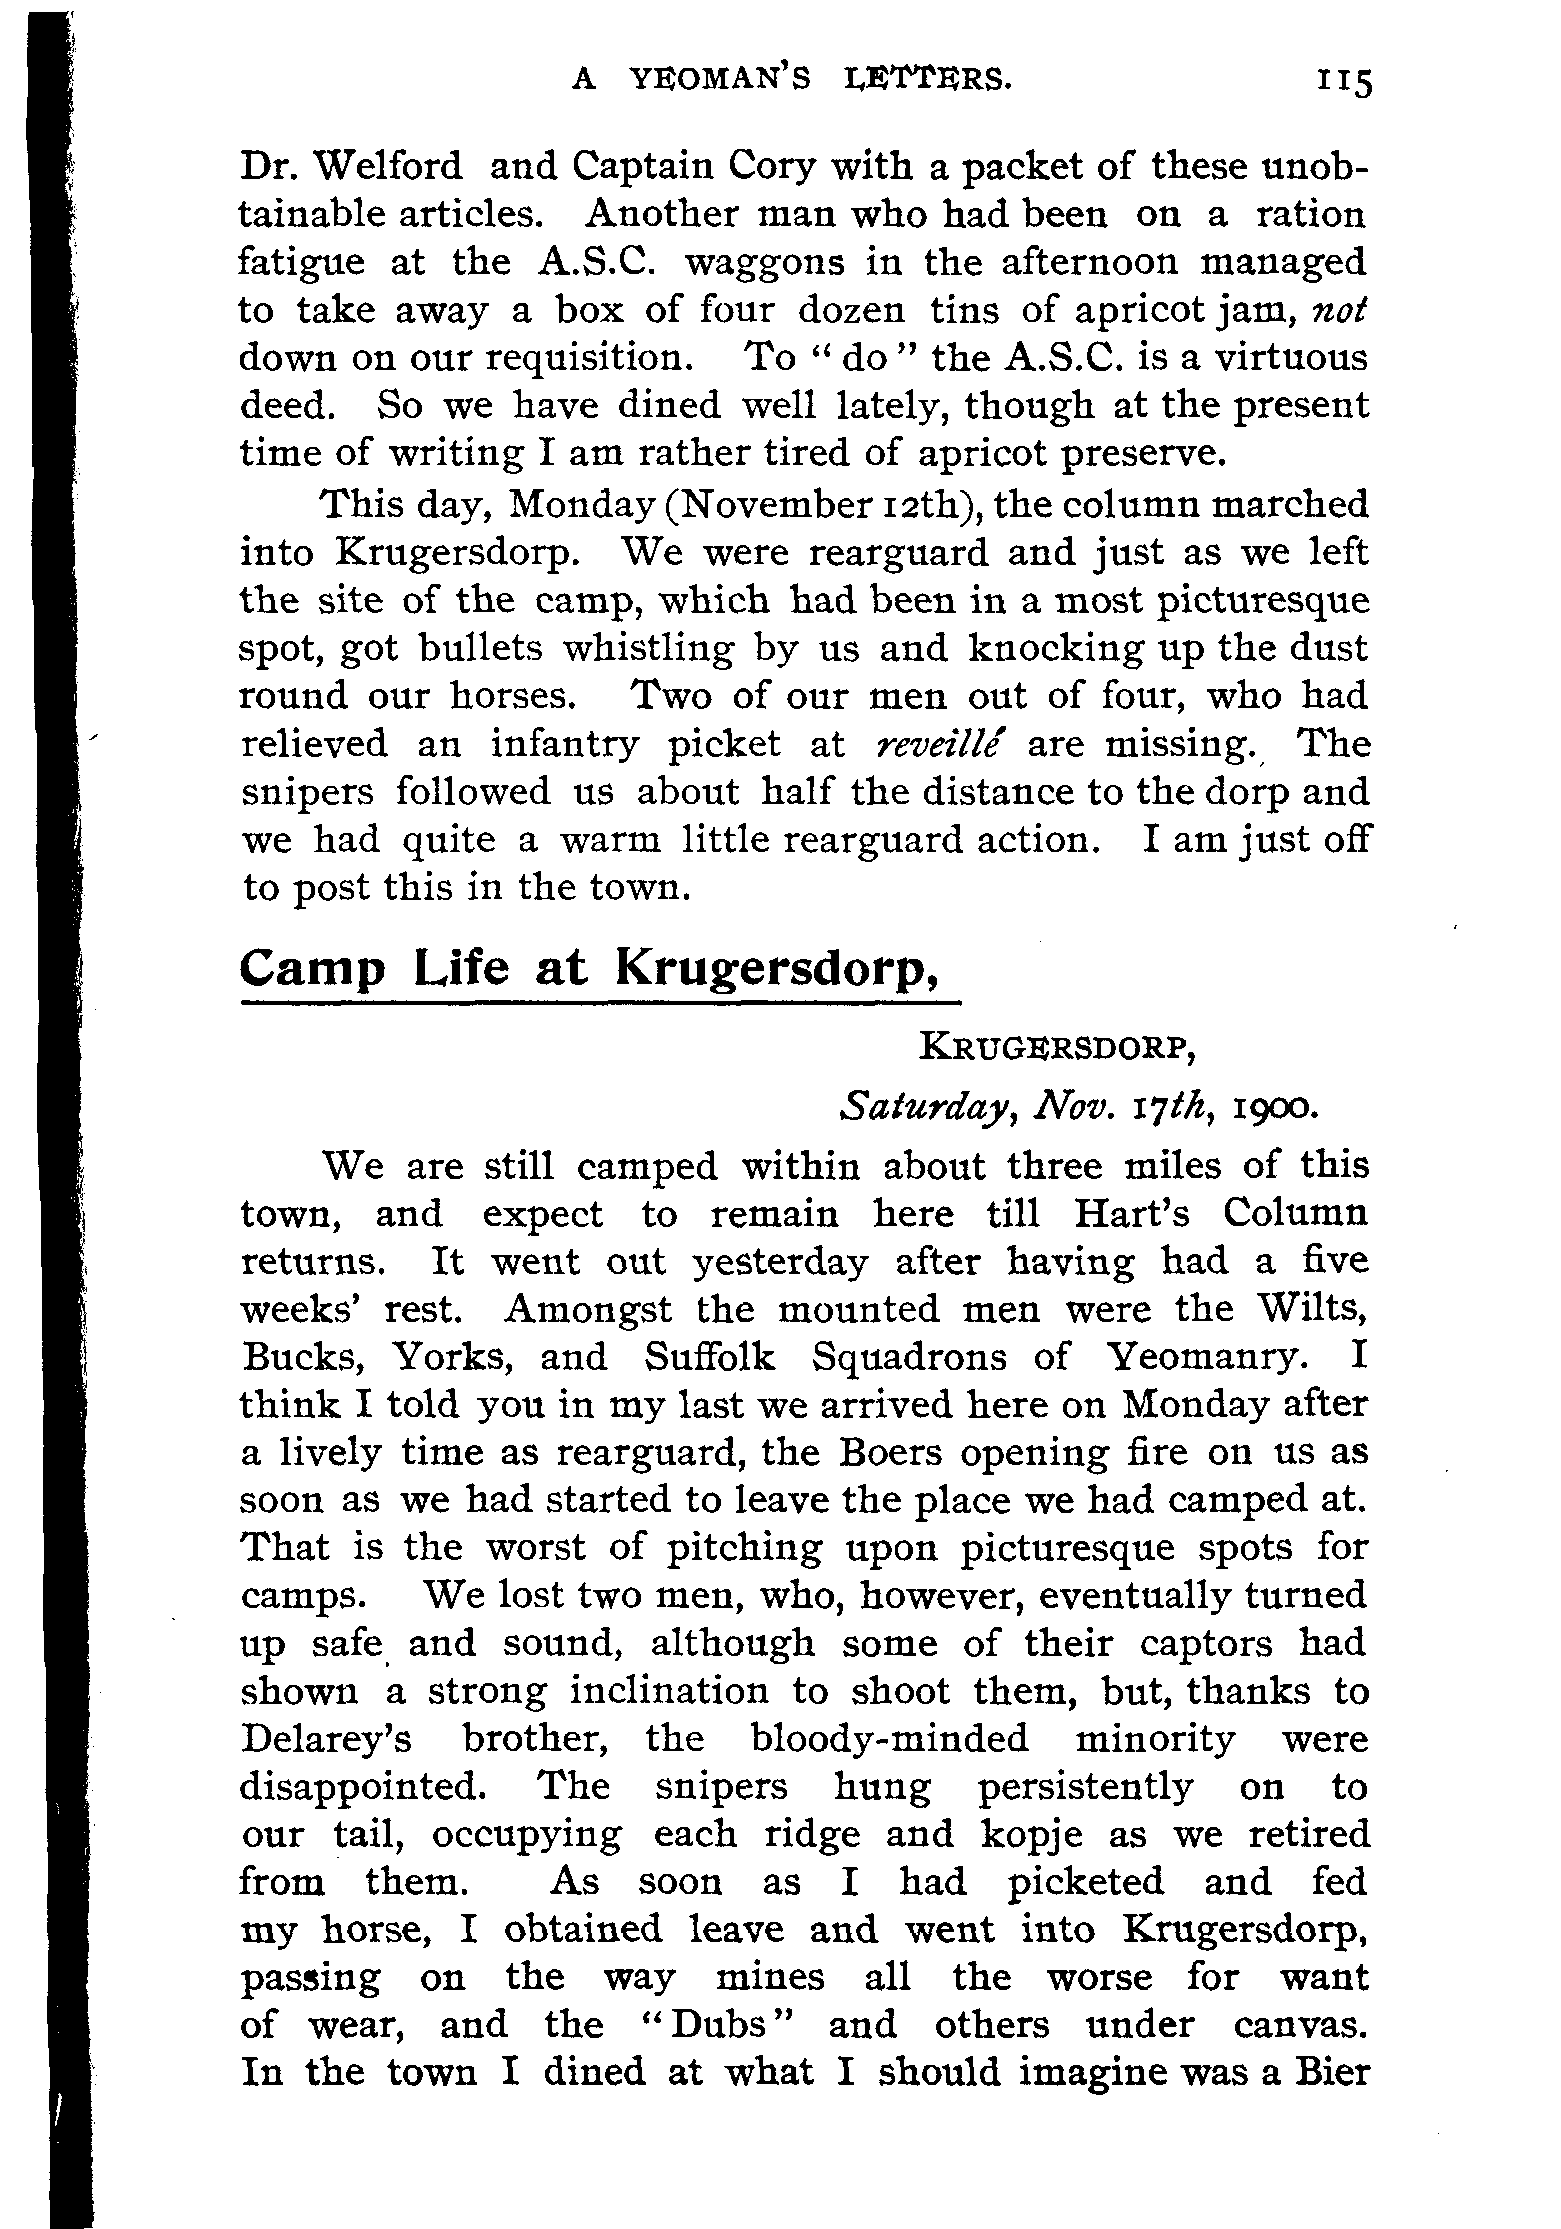 A YEOMAN'S LETTERS. 115
Dr. Welford and Captain Cory with a packet of these unob-
tainable articles. Another man who had been on a ration
fatigue at the A.S.C. waggons in the afternoon managed
to take away a box of four dozen tins of apricot jam, not
down on our requisition. To "do" the A.S.C. is a virtuous
deed. So we have dined well lately, though at the present
time of writing I am rather tired of apricot preserve.
This day, Monday (November 12th), the column marched
into Krugersdorp. We were rearguard and just as we left
the site of the camp, which had been in a most picturesque
spot, got bullets whistling by us and knocking up the dust
round our horses. Two of our men out of four, who had
relieved an infantry picket at reveillé are missing. The
snipers followed us about half the distance to the dorp and
we had quite a warm little rearguard action. I am just off
to post this in the town.
Camp Life at Krugersdorp,
KRUGERSDORP,
Saturday, Nov. 17th, 1900.
We are still camped within about three miles of this
town, and expect to remain here till Hart's Column
returns. It went out yesterday after having had a five
weeks' rest. Amongst the mounted men were the Wilts,
Bucks, Yorks, and Suffolk Squadrons of Yeomanry. I
think I told you in my last we arrived here on Monday after
a lively time as rearguard, the Boers opening fire on us as
soon as we had started to leave the place we had camped at.
That is the worst of pitching upon picturesque spots for
camps. We lost two men, who, however, eventually turned
up safe and sound, although some of their captors had
shown a strong inclination to shoot them, but, thanks to
Delarey's brother, the bloody-minded minority were
disappointed. The snipers hung persistently on to
our tail, occupying each ridge and kopje as we retired
from them. As soon as I had picketed and fed
my horse, I obtained leave and went into Krugersdorp,
passing on the way mines all the worse for want
of wear, and the "Dubs" and others under canvas.
In the town I dined at what I should imagine was a Bier